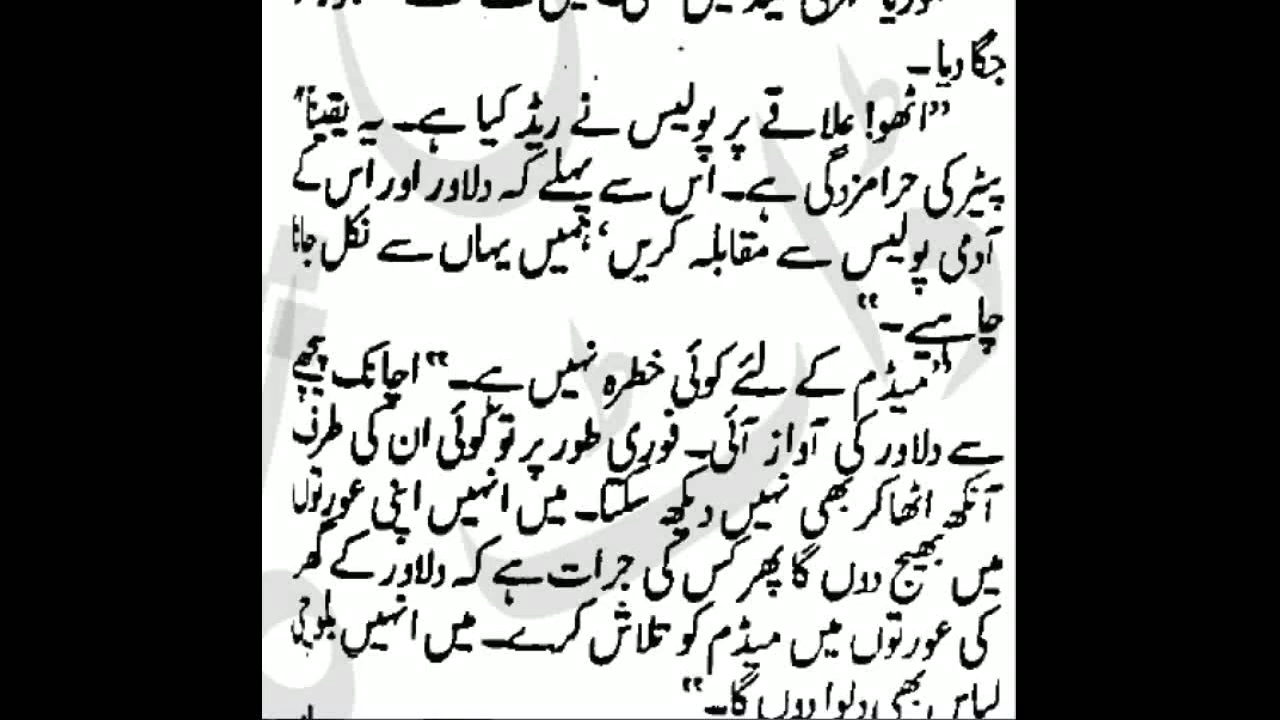 جگا دیا۔
”اٹھو! علاقے پر پولیس نے ریڈ کیا ہے۔ یہ یقیناً
پیٹر کی حرامزدگی ہے۔ اس سے پہلے کہ دلاور اور اس کے
آدمی پولیس سے مقابلہ کریں‘ ہمیں یہاں سے نکل جانا
چاہیے۔“
”میڈم کے لئے کوئی خطرہ نہیں ہے۔“ اچانک پیچھے
سے دلاور کی آواز آئی۔ فوری طور پر تو کوئی ان کی طرف
آنکھ اٹھا کر بھی نہیں دیکھ سکتا۔ میں انہیں اپنی عورتوں
میں بھیج دوں گا پھر کس کی جرات ہے کہ دلاور کے گھر
کی عورتوں میں میڈم کو تلاش کرے۔ میں انہیں بلوچی
لباس بھی دلوا دوں گا۔“